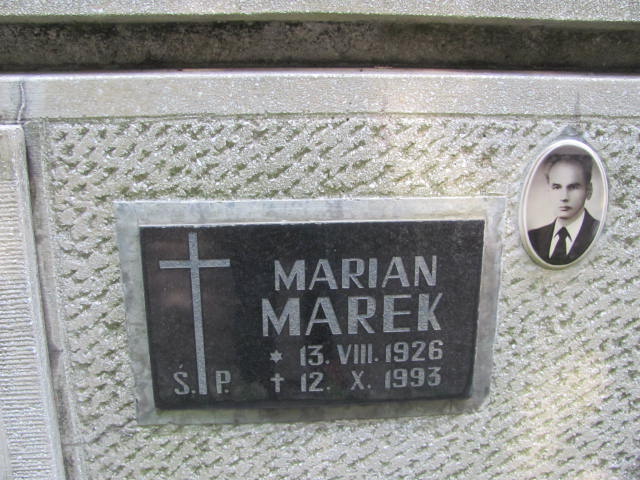 MARIAN
MAREK
* 13. VIII. 1926
Ś. P. † 12. X. 1993